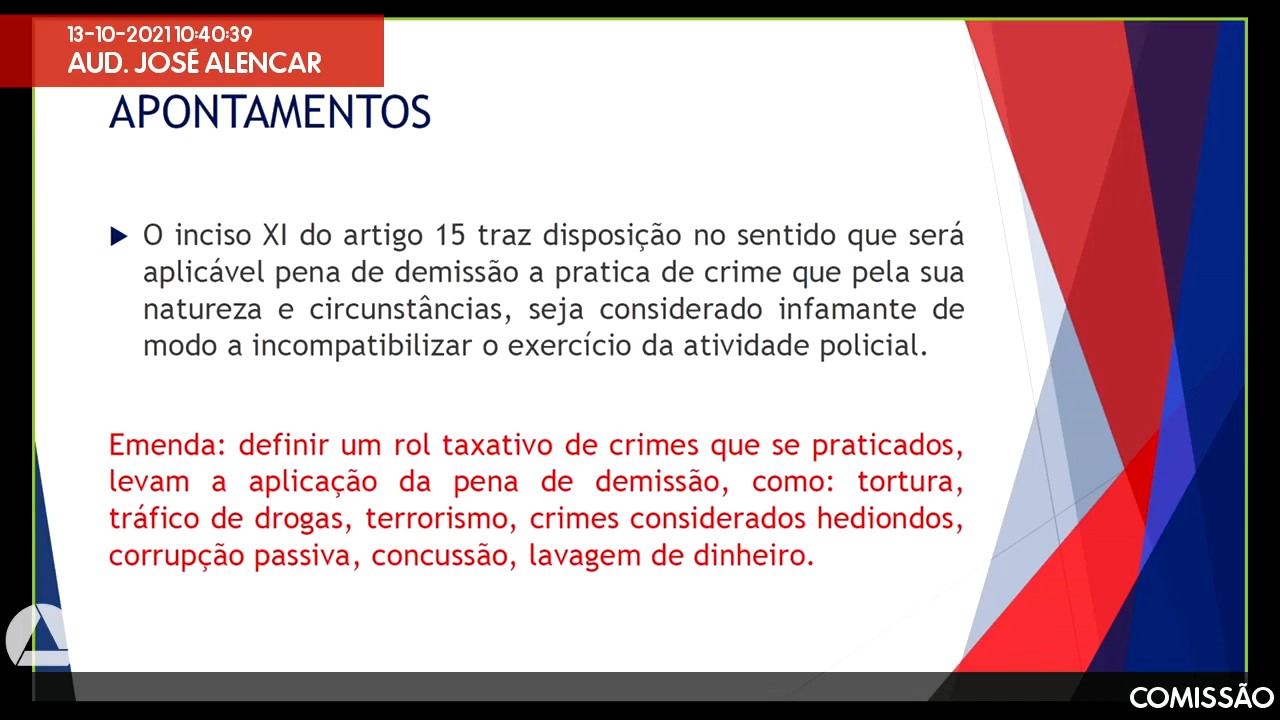 13-10-2021 10:40:39
AUD. JOSÉ ALENCAR
APONTAMENTOS
O inciso XI do artigo 15 traz disposição no sentido que será
aplicável pena de demissão a pratica de crime que pela sua
natureza e circunstâncias, seja considerado infamante de
modo a incompatibilizar o exercício da atividade policial.
Emenda: definir um rol taxativo de crimes que se praticados,
levam a aplicação da pena de demissão, como: tortura,
tráfico de drogas, terrorismo, crimes considerados hediondos,
corrupção passiva, concussão, lavagem de dinheiro.
COMISSÃO